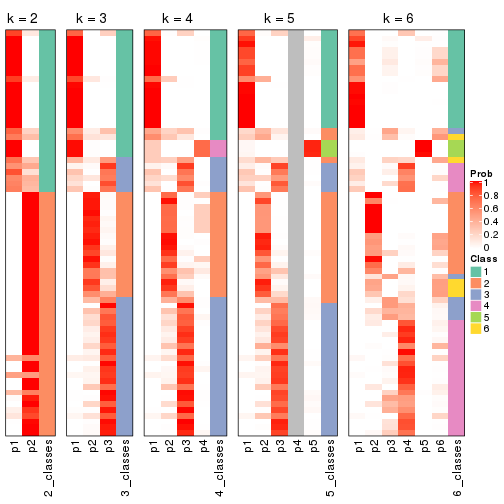 k = 2
k = 3
k = 4
k = 5
k = 6
p1
p2
2_classes
p1
p2
p3
3_classes
p1
p2
p3
p4
4_classes
p1
p2
p3
p4
p5
5_classes
p1
p2
p3
p4
p5
p6
6_classes
Prob
1
0.8
0.6
0.4
0.2
0
Class
1
2
3
4
5
6